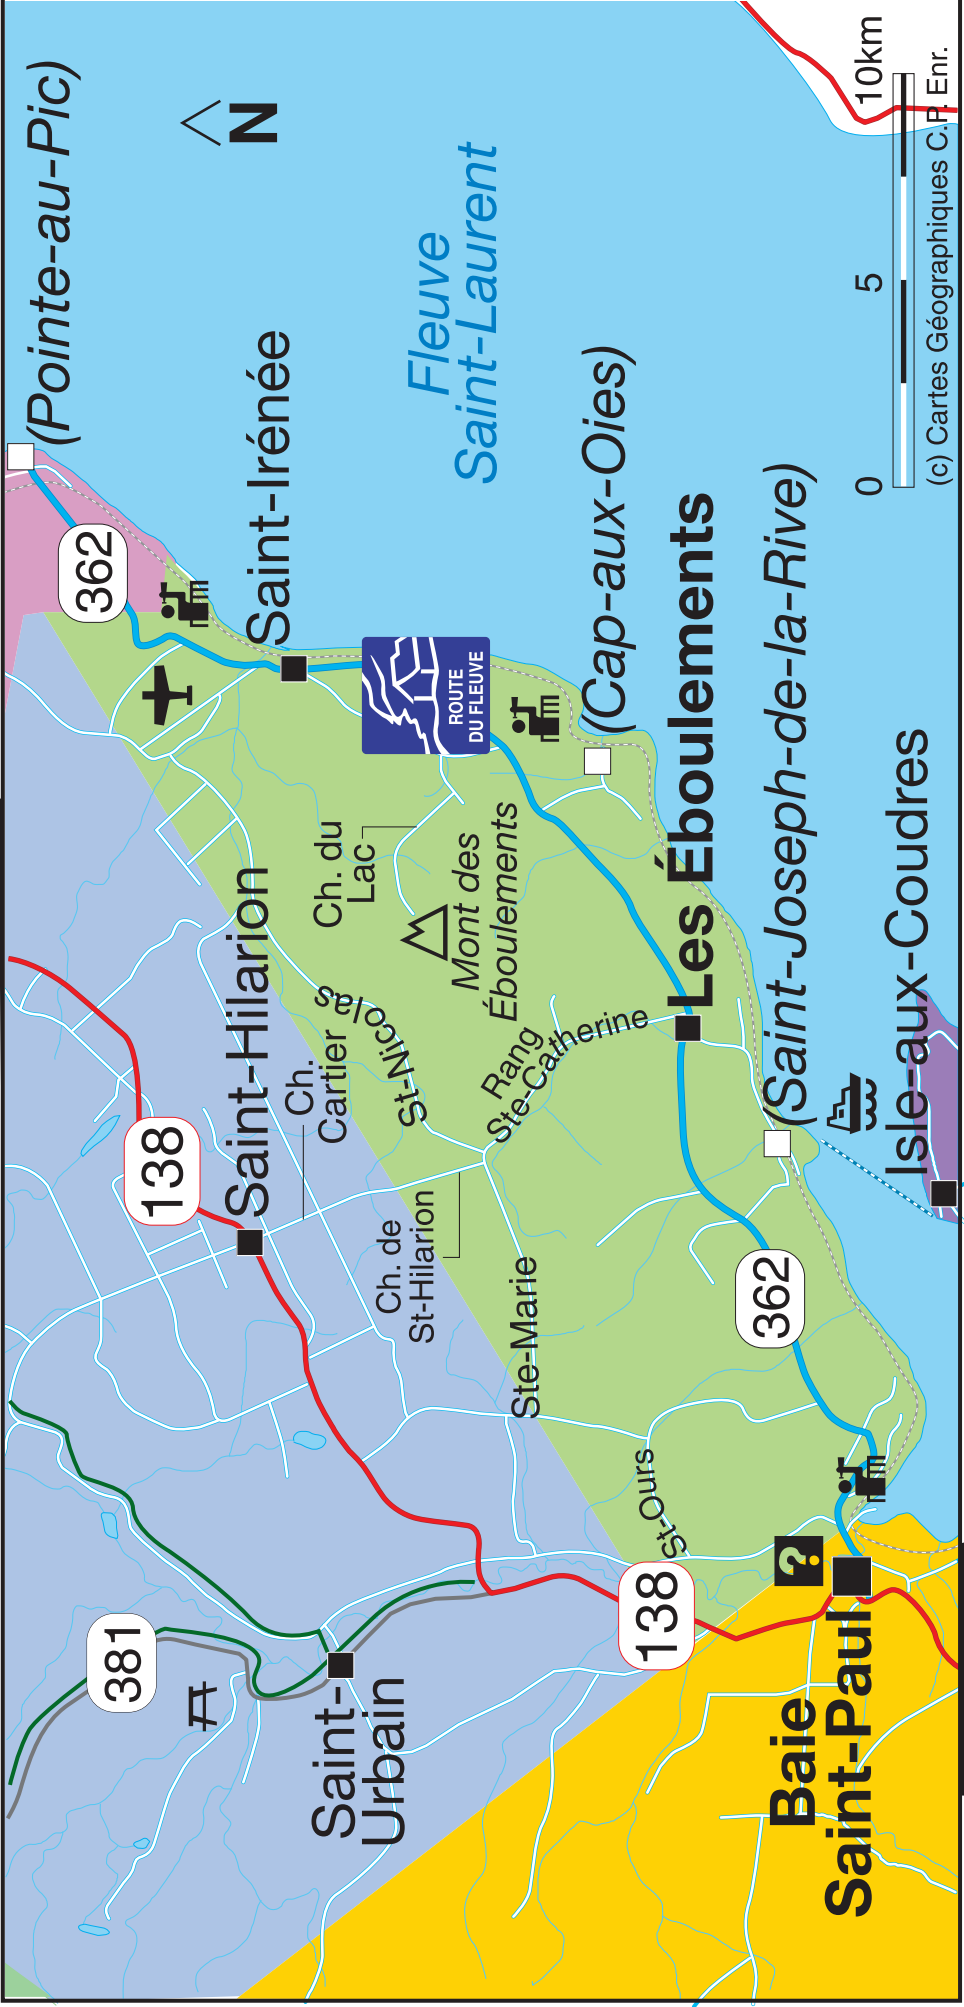 381
Saint-
Urbain
138
Saint-Hilarion
Ch.
Cartier
Ch. de
St-Hilarion
Ste-Marie
St-Ours
138
Baie
Saint-Paul
?
362
St-Nicolas
Rang
Ste-Catherine
Ch. du
Lac
Mont des
Éboulements
Les Éboulements
(Saint-Joseph-de-la-Rive)
Isle-aux-Coudres
(Cap-aux-Oies)
ROUTE
DU FLEUVE
Saint-Irénée
362
(Pointe-au-Pic)
Fleuve
Saint-Laurent
N
0 5 10km
(c) Cartes Géographiques C.P. Enr.